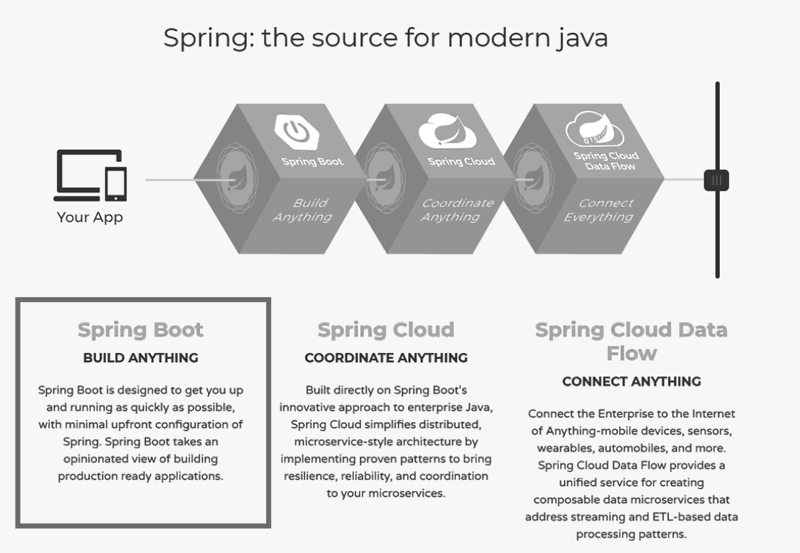 Spring: the source for modern java
Your App
Spring Boot
Build
Anything
Spring Cloud
Coordinate
Anything
Spring Cloud
Data Flow
Connect
Everything
Spring Boot
BUILD ANYTHING
Spring Boot is designed to get you up
and running as quickly as possible,
with minimal upfront configuration of
Spring. Spring Boot takes an
opinionated view of building
production ready applications.
Spring Cloud
COORDINATE ANYTHING
Built directly on Spring Boot's
innovative approach to enterprise Java,
Spring Cloud simplifies distributed,
microservice-style architecture by
implementing proven patterns to bring
resilience, reliability, and coordination
to your microservices.
Spring Cloud Data
Flow
CONNECT ANYTHING
Connect the Enterprise to the Internet
of Anything-mobile devices, sensors,
wearables, automobiles, and more.
Spring Cloud Data Flow provides a
unified service for creating
composable data microservices that
address streaming and ETL-based data
processing patterns.